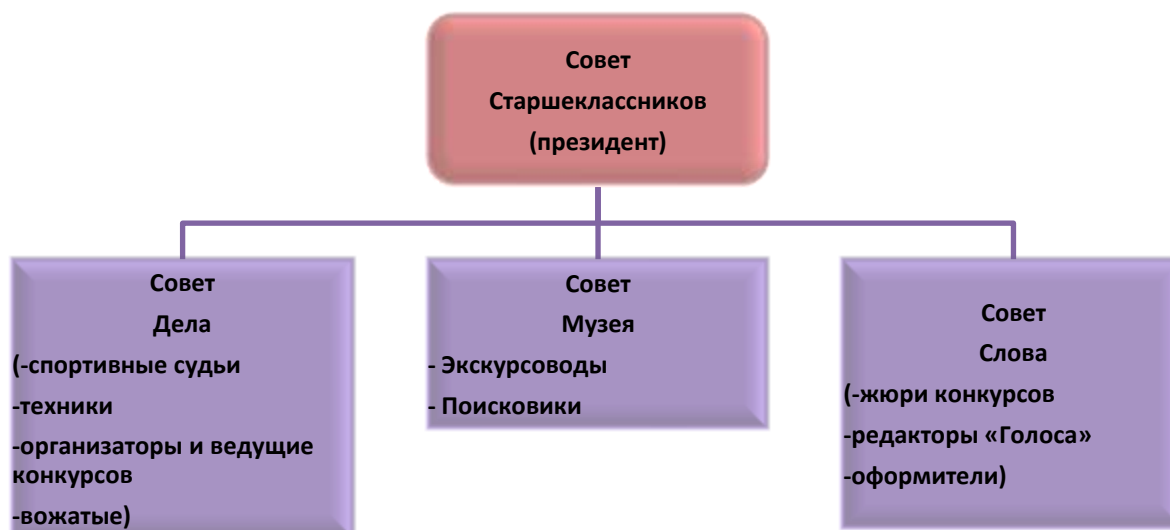 Совет
Старшеклассников
(президент)
Совет
Дела
(-спортивные судьи
-техники
-организаторы и ведущие
конкурсов
-вожатые)
Совет
Музея
- Экскурсоводы
- Поисковики
Совет
Слова
(-жюри конкурсов
-редакторы «Голоса»
-оформители)